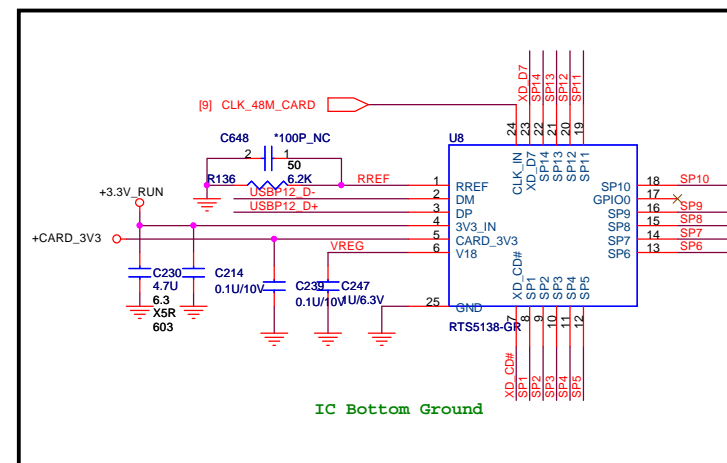 [9] CLK_48M_CARD
XD_D7
SP14
SP13
SP12
SP11
24
23
22
21
20
19
U8
C648
*100P_NC
2
1
50
R136
6.2K
RREF
USBP12_D-
USBP12_D+
+3.3V_RUN
+CARD_3V3
VREG
1
2
3
4
5
6
25
RREF
DM
DP
3V3_IN
CARD_3V3
V18
GND
CLK_IN
XD_D7
SP14
SP13
SP12
SP11
SP10
GPIO0
SP9
SP8
SP7
SP6
18
17
16
15
14
13
SP10
SP9
SP8
SP7
SP6
XD_CD#
SP1
SP2
SP3
SP4
SP5
RTS5138-GR
7
8
9
10
11
12
XD_CD#
SP1
SP2
SP3
SP4
SP5
C230
4.7U
6.3
X5R
603
C214
0.1U/10V
C239
0.1U/10V
C247
1U/6.3V
IC Bottom Ground